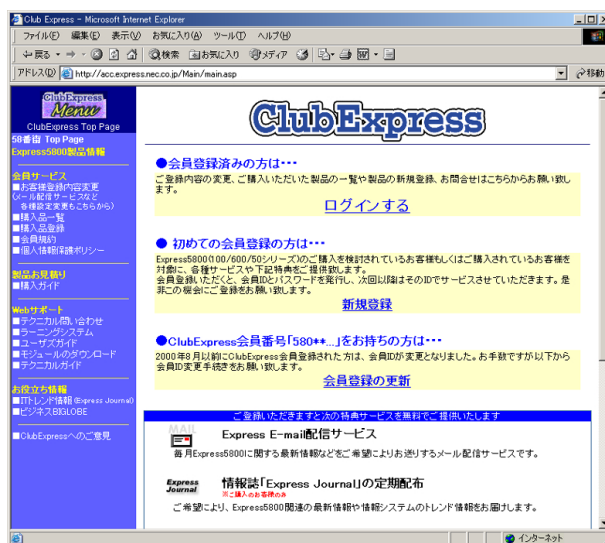 Club Express - Microsoft Internet Explorer
ファイル(F) 編集(E) 表示(V) お気に入り(A) ツール(T) ヘルプ(H)
戻る 検索 お気に入り メディア
アドレス(D) http://acc.express.nec.co.jp/Main/main.asp 移動
ClubExpress
Menu
ClubExpress Top Page
58番街 Top Page
Express5800製品情報
会員サービス
■お客様登録内容変更
(メール配信サービスなど
各種設定変更もこちらから)
■購入品一覧
■購入品登録
■会員規約
■個人情報保護ポリシー
製品お見積り
■購入ガイド
Webサポート
■テクニカル問い合わせ
■ラーニングシステム
■ユーザズガイド
■モジュールのダウンロード
■テクニカルガイド
お役立ち情報
■ITトレンド情報(Express Journal)
■ビジネスBIGLOBE
■ClubExpressへのご意見
ClubExpress
●会員登録済みの方は・・・
ご登録内容の変更、ご購入いただいた製品の一覧や製品の新規登録、お問合せはこちらからお願い致し
ます。
ログインする
● 初めての会員登録の方は・・・
Express5800(100/600/50シリーズ)のご購入を検討されているお客様もしくはご購入されているお客様を
対象に、各種サービスや下記特典をご提供致します。
会員登録いただくと、会員IDとパスワードを発行し、次回以降はそのIDでサービスさせていただきます。是
非この機会にご登録をお願い致します。
新規登録
●ClubExpress会員番号「580**...」をお持ちの方は・・・
2000年8月以前にClubExpress会員登録された方は、会員IDが変更となりました。お手数ですが以下から
会員ID変更手続きをお願い致します。
会員登録の更新
ご登録いただきますと次の特典サービスを無料でご提供いたします
MAIL
Express E-mail配信サービス
毎月Express5800に関する最新情報などをご希望によりお送りするメール配信サービスです。
Express
Journal
情報誌「Express Journal」の定期配布
※ご購入のお客様のみ
ご希望により、Express5800関連の最新情報や情報システムのトレンド情報をお届けします。
インターネット